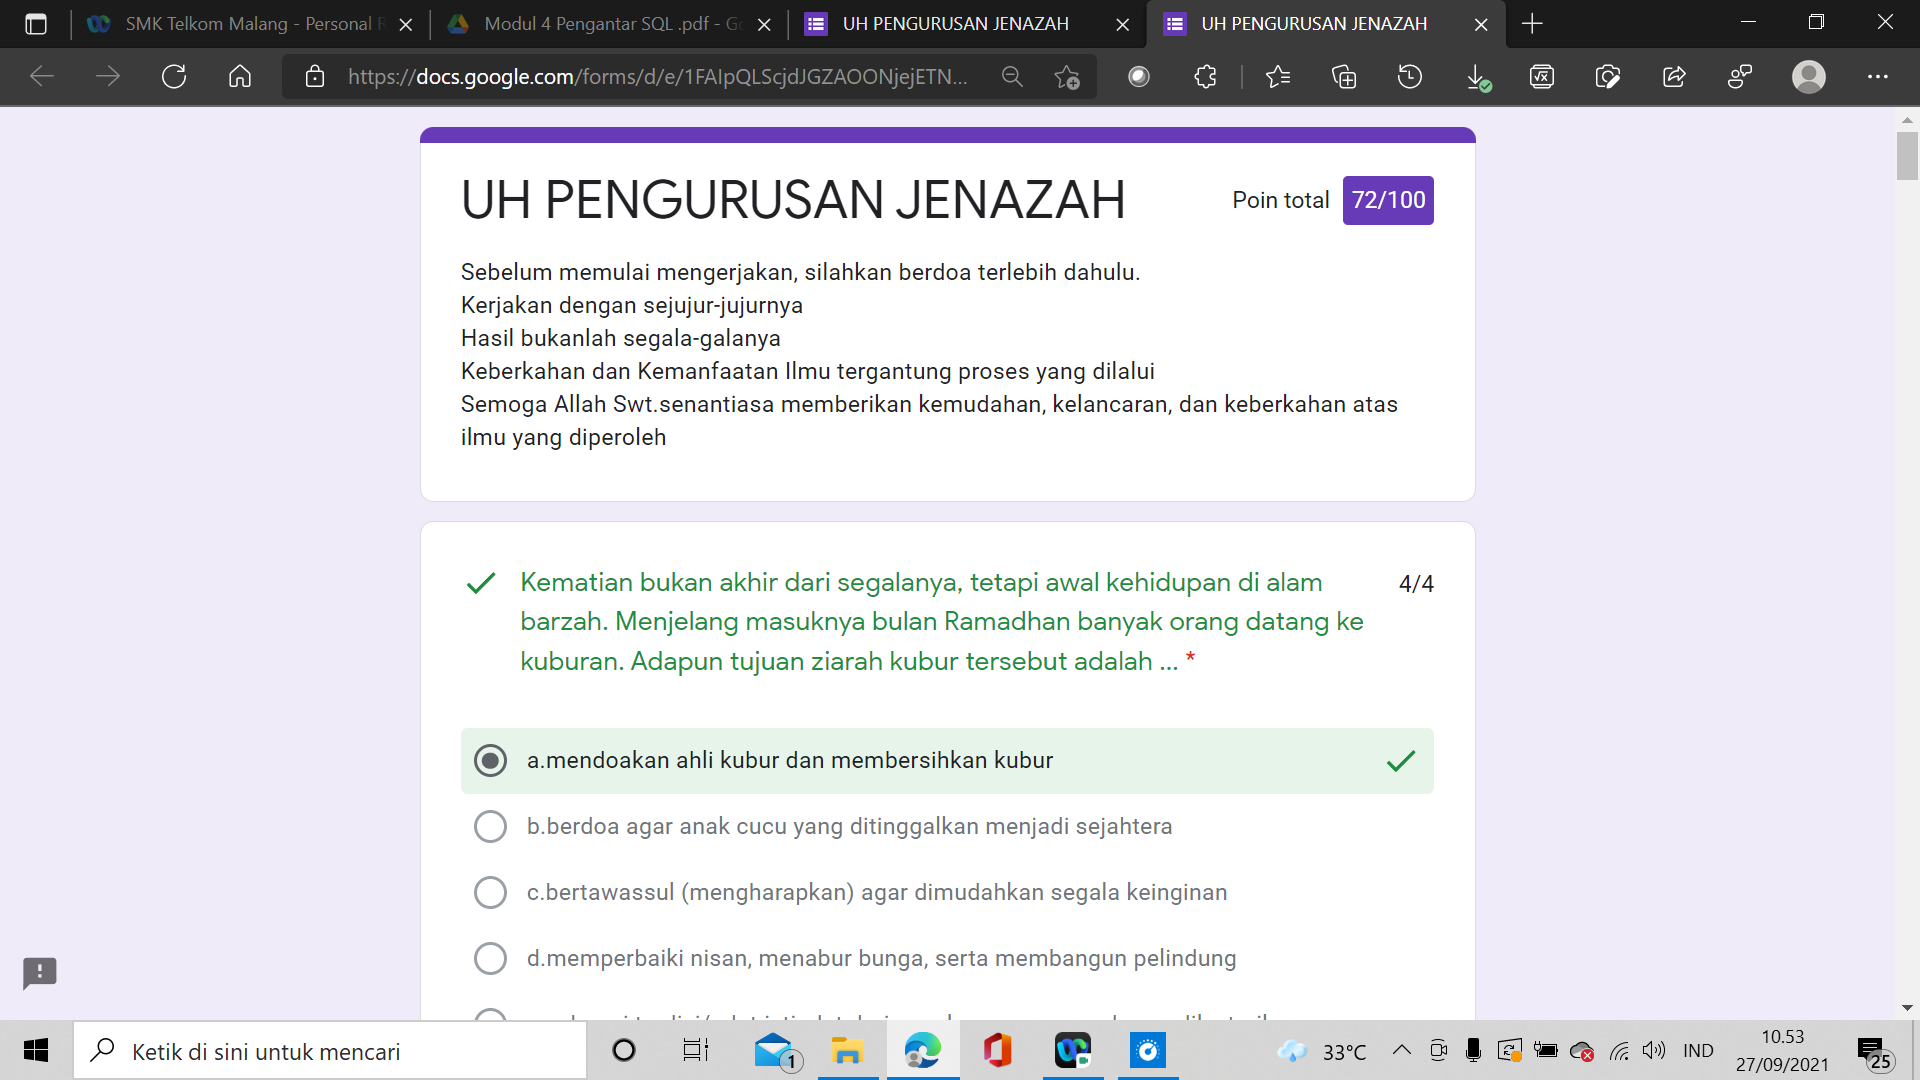 SMK Telkom Malang - Personal
Modul 4 Pengantar SQL .pdf - Go
UH PENGURUSAN JENAZAH
UH PENGURUSAN JENAZAH
https://docs.google.com/forms/d/e/1FAIpQLScjdJGZAOONjejETN...
UH PENGURUSAN JENAZAH
Poin total 72/100
Sebelum memulai mengerjakan, silahkan berdoa terlebih dahulu.
Kerjakan dengan sejujur-jujurnya
Hasil bukanlah segala-galanya
Keberkahan dan Kemanfaatan Ilmu tergantung proses yang dilalui
Semoga Allah Swt.senantiasa memberikan kemudahan, kelancaran, dan keberkahan atas
ilmu yang diperoleh
Kematian bukan akhir dari segalanya, tetapi awal kehidupan di alam
4/4
barzah. Menjelang masuknya bulan Ramadhan banyak orang datang ke
kuburan. Adapun tujuan ziarah kubur tersebut adalah ... *
a.mendoakan ahli kubur dan membersihkan kubur
b.berdoa agar anak cucu yang ditinggalkan menjadi sejahtera
c.bertawassul (mengharapkan) agar dimudahkan segala keinginan
d.memperbaiki nisan, menabur bunga, serta membangun pelindung
Ketik di sini untuk mencari
1
33°C
IND
10.53
27/09/2021
25